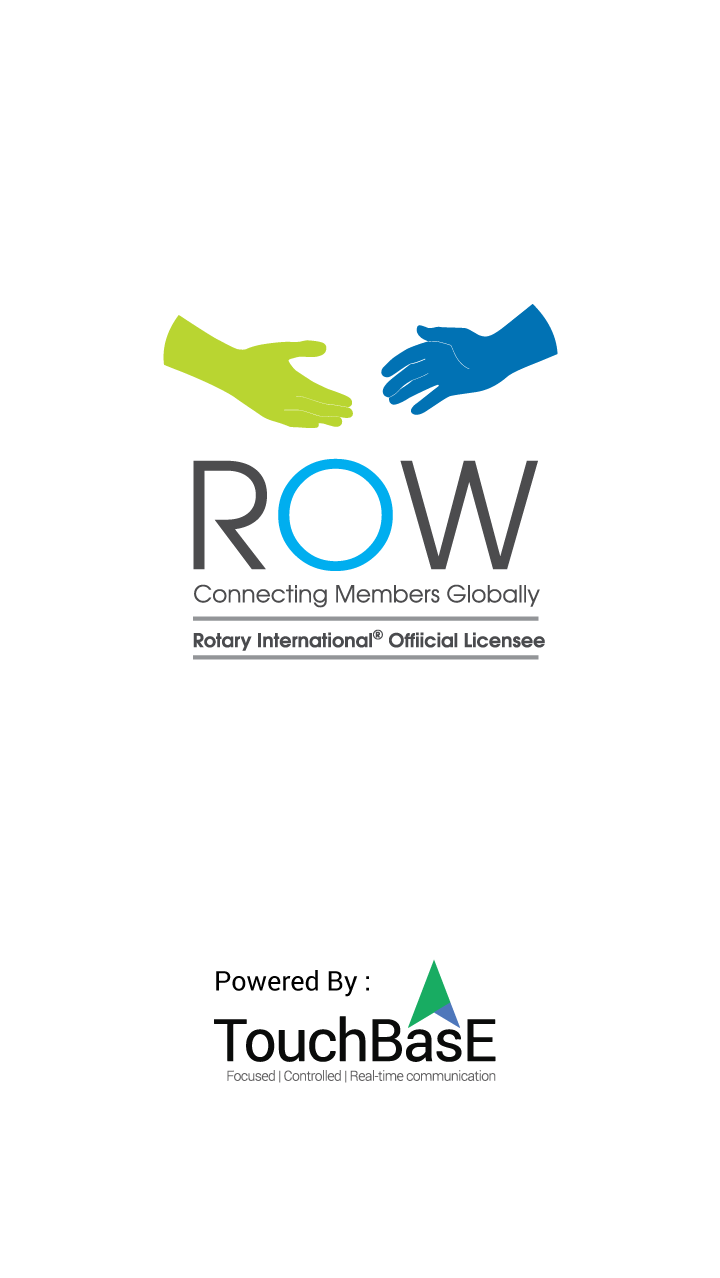 ROW
Connecting Members Globally
Rotary International® Offiicial Licensee
Powered By :
TouchBasE
Focused | Controlled | Real-time communication